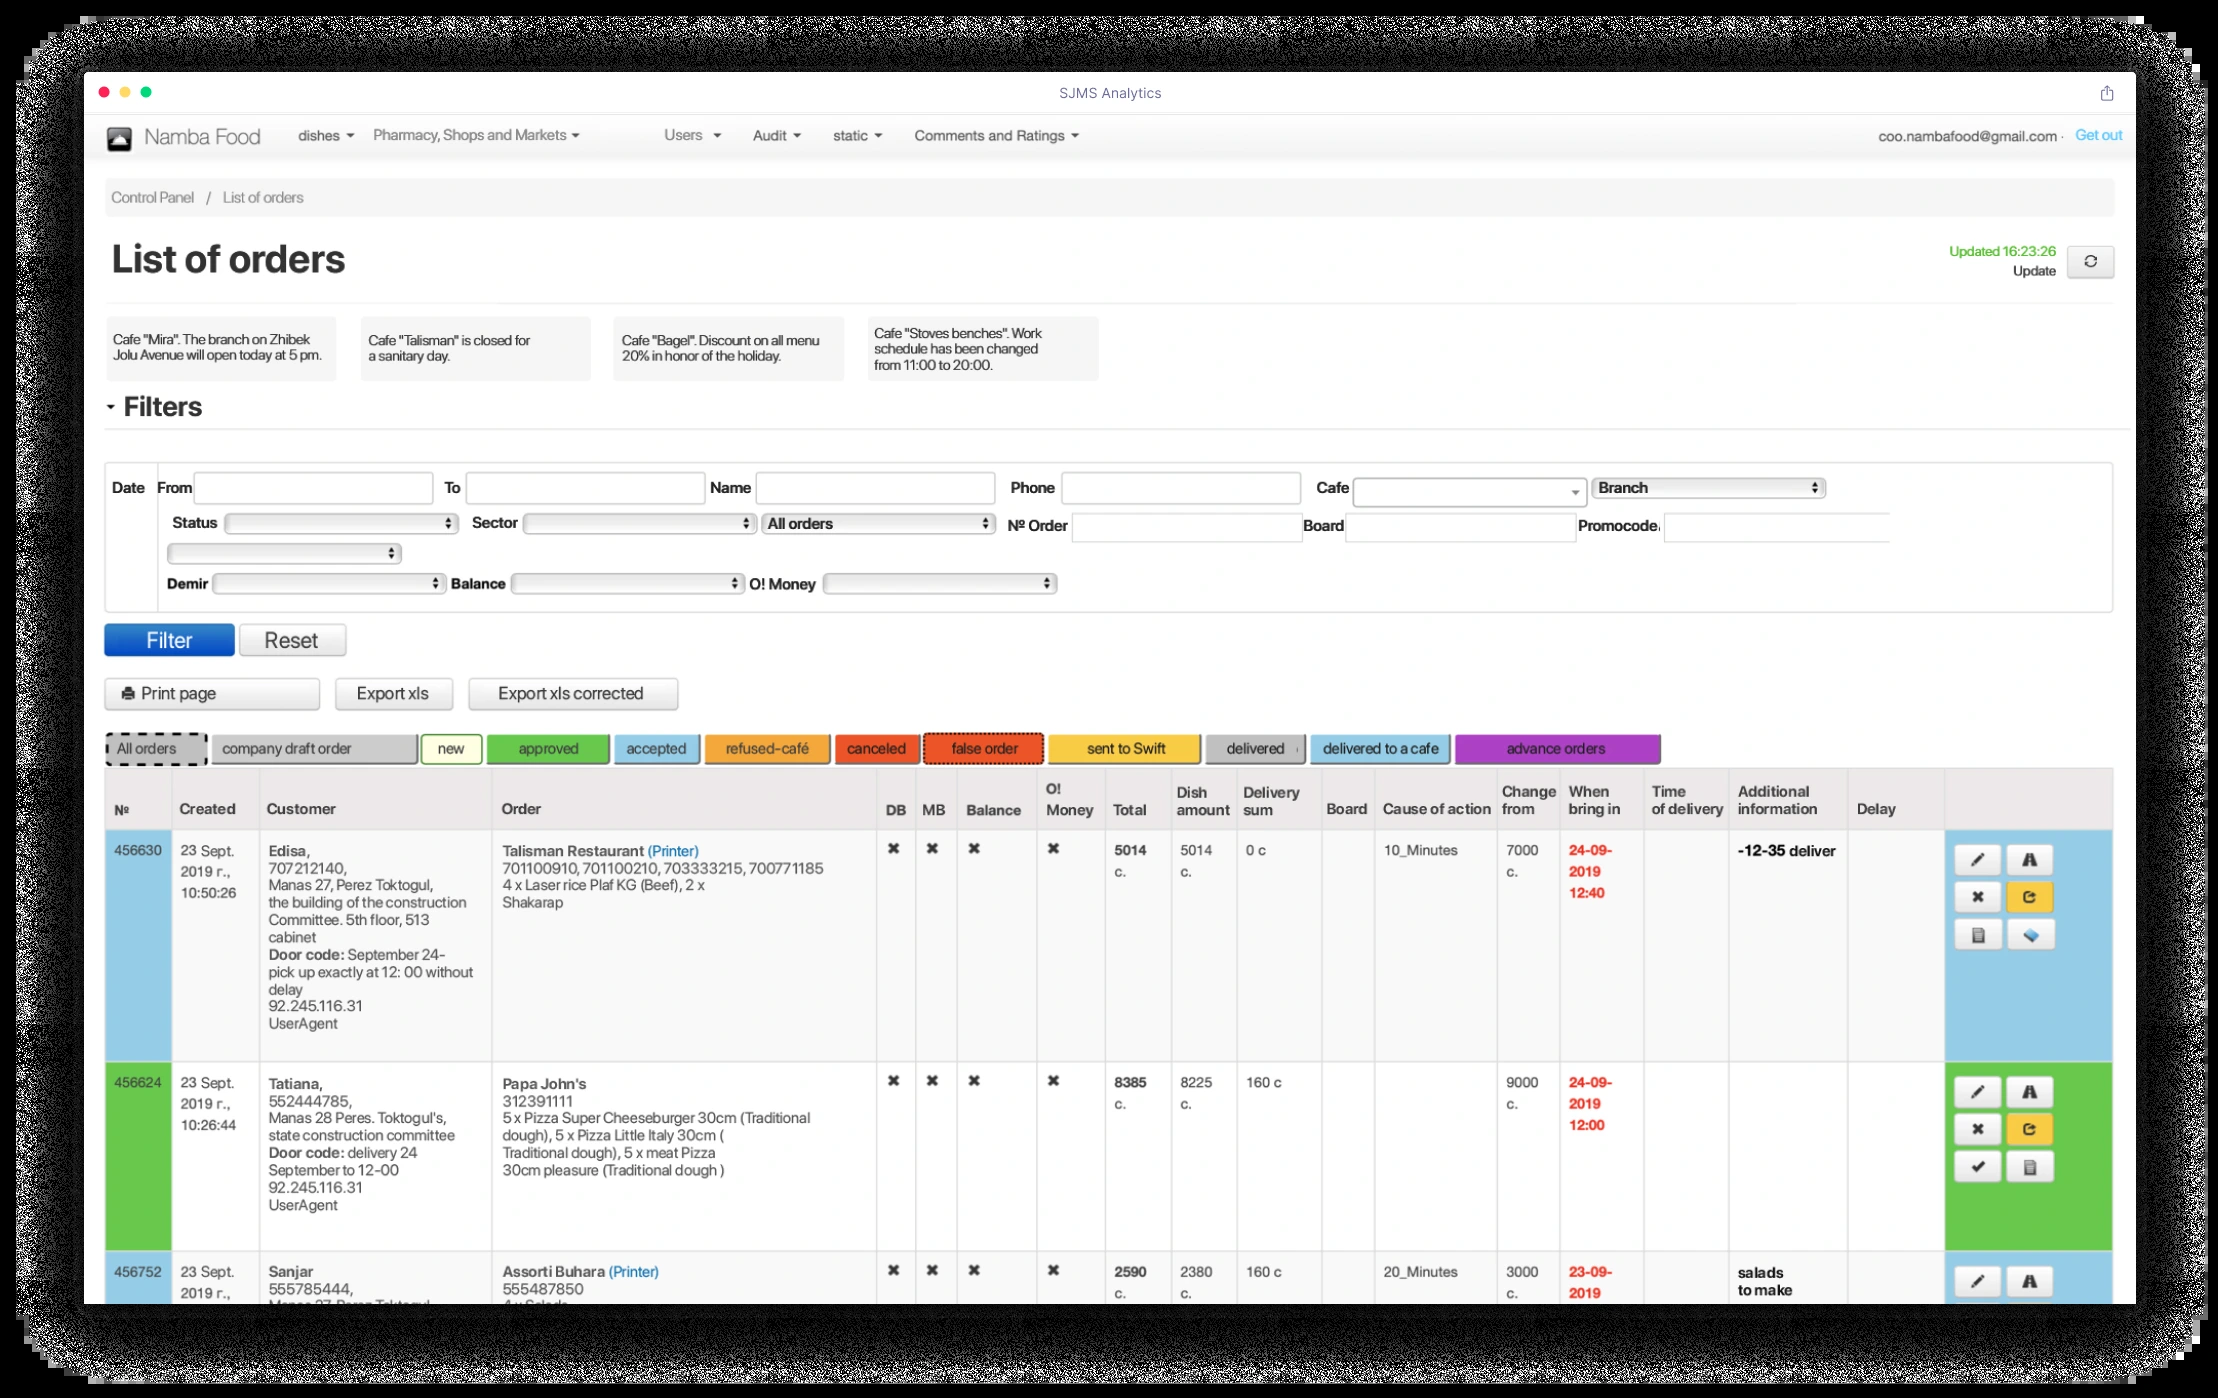 SJMS Analytics
Namba Food dishes Pharmacy, Shops and Markets Users Audit static Comments and Ratings coo.nambafood@gmail.com · Get out
Control Panel / List of orders
List of orders
Updated 16:23:26
Update
Cafe "Mira". The branch on Zhibek
Jolu Avenue will open today at 5 pm.
Cafe "Talisman" is closed for
a sanitary day.
Cafe "Bagel". Discount on all menu
20% in honor of the holiday.
Cafe "Stoves benches". Work
schedule has been changed
from 11:00 to 20:00.
Filters
Date From To Name Phone Cafe Branch
Status Sector All orders Nº Order Board Promocode
Demir Balance O! Money
Filter Reset
Print page Export xls Export xls corrected
All orders company draft order new approved accepted refused-café canceled false order sent to Swift delivered delivered to a cafe advance orders
Nº Created Customer Order DB MB Balance O! Money Total Dish amount Delivery sum Board Cause of action Change from When bring in Time of delivery Additional information Delay
456630
23 Sept.
2019 г.,
10:50:26
Edisa,
707212140,
Manas 27, Perez Toktogul,
the building of the construction
Committee. 5th floor, 513
cabinet
Door code: September 24-
pick up exactly at 12: 00 without
delay
92.245.116.31
UserAgent
Talisman Restaurant (Printer)
701100910, 701100210, 703333215, 700771185
4 x Laser rice Plaf KG (Beef), 2 x
Shakarap
5014
c.
5014
c.
0 c
10_Minutes
7000
c.
24-09-
2019
12:40
-12-35 deliver
456624
23 Sept.
2019 г.,
10:26:44
Tatiana,
552444785,
Manas 28 Peres. Toktogul's,
state construction committee
Door code: delivery 24
September to 12-00
92.245.116.31
UserAgent
Papa John's
312391111
5 x Pizza Super Cheeseburger 30cm (Traditional
dough), 5 x Pizza Little Italy 30cm (
Traditional dough), 5 x meat Pizza
30cm pleasure (Traditional dough )
8385
c.
8225
c.
160 c
9000
c.
24-09-
2019
12:00
456752
23 Sept.
2019 г.,
Sanjar
555785444,
Assorti Buhara (Printer)
555487850
2590
c.
2380
c.
160 c
20_Minutes
3000
c.
23-09-
2019
salads
to make